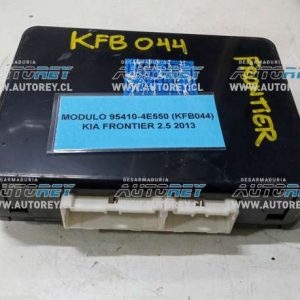 KFB 044
FRONTIER
DESARMADURIA
AUTOREY
WWW.AUTOREY.CL
MODULO 95410-4E550 (KFB044)
KIA FRONTIER 2.5 2013